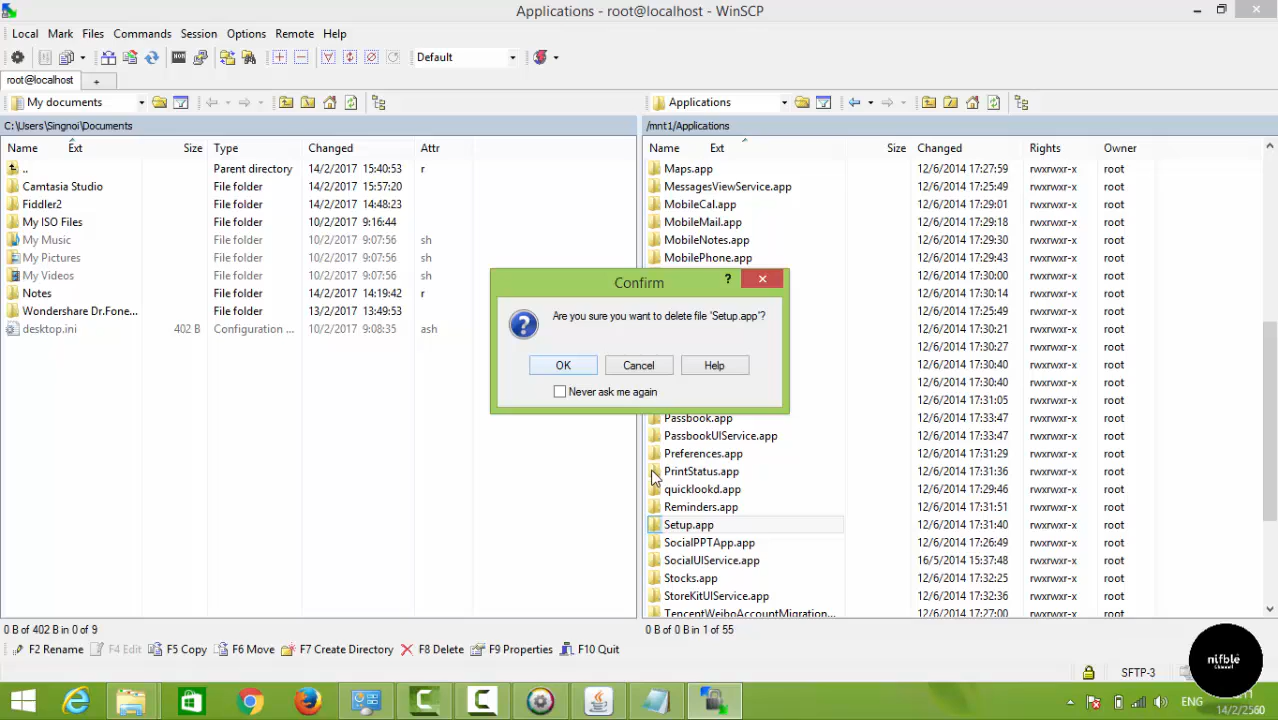 Applications - root@localhost - WinSCP
Local Mark Files Commands Session Options Remote Help
Default
root@localhost +
My documents
Applications
C:\Users\Singnoi\Documents
/mnt1/Applications
Name Ext Size Type Changed Attr
Name Ext Size Changed Rights Owner
.. Parent directory 14/2/2017 15:40:53 r
Camtasia Studio File folder 14/2/2017 15:57:20
Fiddler2 File folder 14/2/2017 14:48:23
My ISO Files File folder 10/2/2017 9:16:44
My Music File folder 10/2/2017 9:07:56 sh
My Pictures File folder 10/2/2017 9:07:56 sh
My Videos File folder 10/2/2017 9:07:56 sh
Notes File folder 14/2/2017 14:19:42 r
Wondershare Dr.Fone... File folder 13/2/2017 13:49:53
desktop.ini 402 B Configuration ... 10/2/2017 9:08:35 ash
Maps.app 12/6/2014 17:27:59 rwxrwxr-x root
MessagesViewService.app 12/6/2014 17:25:49 rwxrwxr-x root
MobileCal.app 12/6/2014 17:29:01 rwxrwxr-x root
MobileMail.app 12/6/2014 17:29:18 rwxrwxr-x root
MobileNotes.app 12/6/2014 17:29:30 rwxrwxr-x root
MobilePhone.app 12/6/2014 17:29:43 rwxrwxr-x root
12/6/2014 17:30:00 rwxrwxr-x root
12/6/2014 17:30:14 rwxrwxr-x root
12/6/2014 17:25:49 rwxrwxr-x root
12/6/2014 17:30:21 rwxrwxr-x root
12/6/2014 17:30:27 rwxrwxr-x root
12/6/2014 17:30:40 rwxrwxr-x root
12/6/2014 17:30:40 rwxrwxr-x root
12/6/2014 17:31:05 rwxrwxr-x root
Passbook.app 12/6/2014 17:33:47 rwxrwxr-x root
PassbookUIService.app 12/6/2014 17:33:47 rwxrwxr-x root
Preferences.app 12/6/2014 17:31:29 rwxrwxr-x root
PrintStatus.app 12/6/2014 17:31:36 rwxrwxr-x root
quicklookd.app 12/6/2014 17:29:46 rwxrwxr-x root
Reminders.app 12/6/2014 17:31:51 rwxrwxr-x root
Setup.app 12/6/2014 17:31:40 rwxrwxr-x root
SocialPPTApp.app 12/6/2014 17:26:49 rwxrwxr-x root
SocialUIService.app 16/5/2014 15:37:48 rwxrwxr-x root
Stocks.app 12/6/2014 17:32:25 rwxrwxr-x root
StoreKitUIService.app 12/6/2014 17:32:36 rwxrwxr-x root
TencentWeiboAccountMigration... 12/6/2014 17:27:00 rwxrwxr-x root
Confirm ?
Are you sure you want to delete file 'Setup.app'?
OK Cancel Help
Never ask me again
0 B of 402 B in 0 of 9
0 B of 0 B in 1 of 55
F2 Rename F4 Edit F5 Copy F6 Move F7 Create Directory F8 Delete F9 Properties F10 Quit
SFTP-3
nifble
ENG
14/2/2560